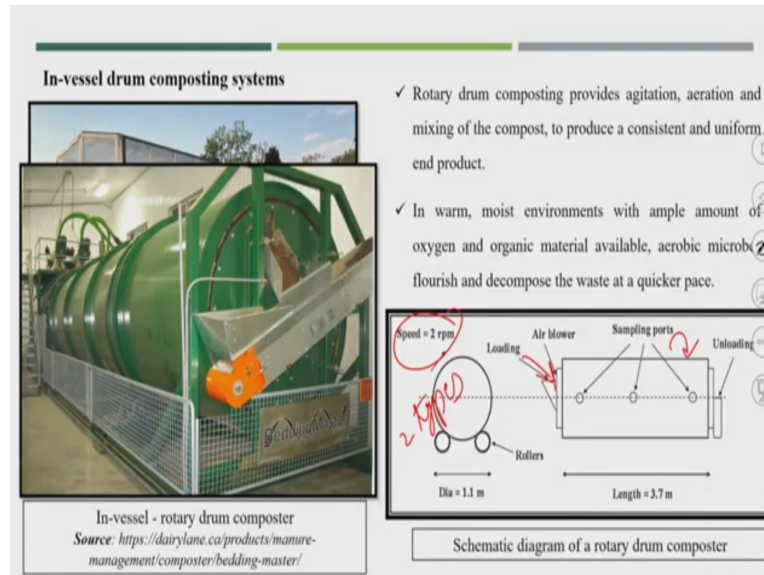 In-vessel drum composting systems
BeddingMaster
In-vessel - rotary drum composter
Source: https://dairylane.ca/products/manure-
management/composter/bedding-master/
✓ Rotary drum composting provides agitation, aeration and
mixing of the compost, to produce a consistent and uniform
end product.
✓ In warm, moist environments with ample amount of
oxygen and organic material available, aerobic microb
flourish and decompose the waste at a quicker pace.
Speed = 2 rpm
Loading
Air blower
Sampling ports
Unloading
2 types
Rollers
Dia = 1.1 m
Length = 3.7 m
Schematic diagram of a rotary drum composter